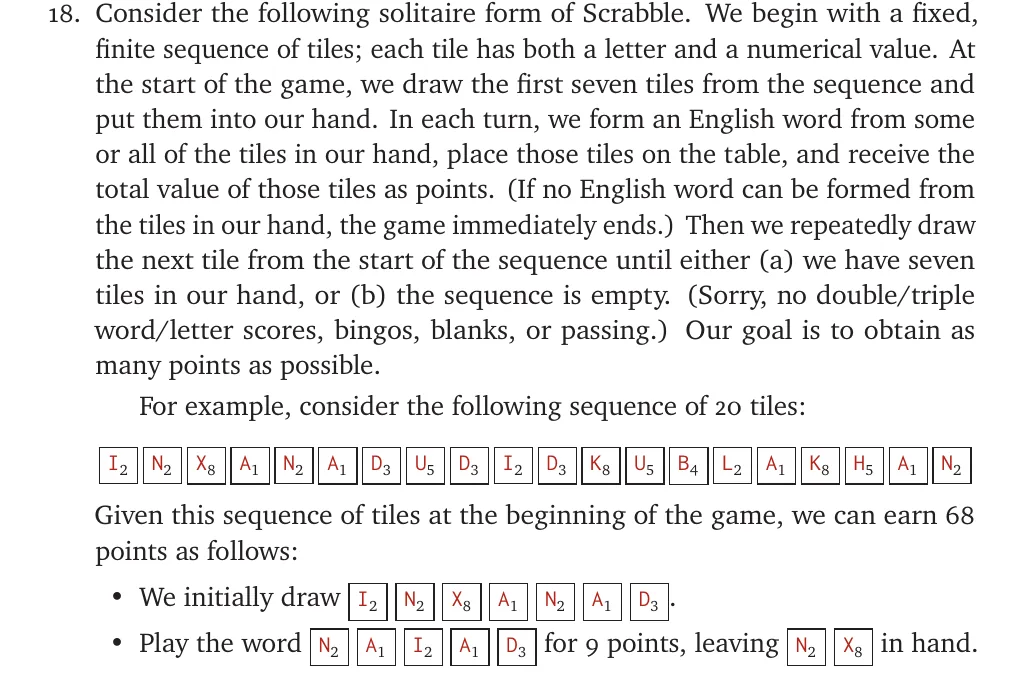 18. Consider the following solitaire form of Scrabble. We begin with a fixed,
finite sequence of tiles; each tile has both a letter and a numerical value. At
the start of the game, we draw the first seven tiles from the sequence and
put them into our hand. In each turn, we form an English word from some
or all of the tiles in our hand, place those tiles on the table, and receive the
total value of those tiles as points. (If no English word can be formed from
the tiles in our hand, the game immediately ends.) Then we repeatedly draw
the next tile from the start of the sequence until either (a) we have seven
tiles in our hand, or (b) the sequence is empty. (Sorry, no double/triple
word/letter scores, bingos, blanks, or passing.) Our goal is to obtain as
many points as possible.
For example, consider the following sequence of 20 tiles:
I2 N2 X8 A1 N2 A1 D3 U5 D3 I2 D3 K8 U5 B4 L2 A1 K8 H5 A1 N2
Given this sequence of tiles at the beginning of the game, we can earn 68
points as follows:
• We initially draw I2 N2 X8 A1 N2 A1 D3.
• Play the word N2 A1 I2 A1 D3 for 9 points, leaving N2 X8 in hand.